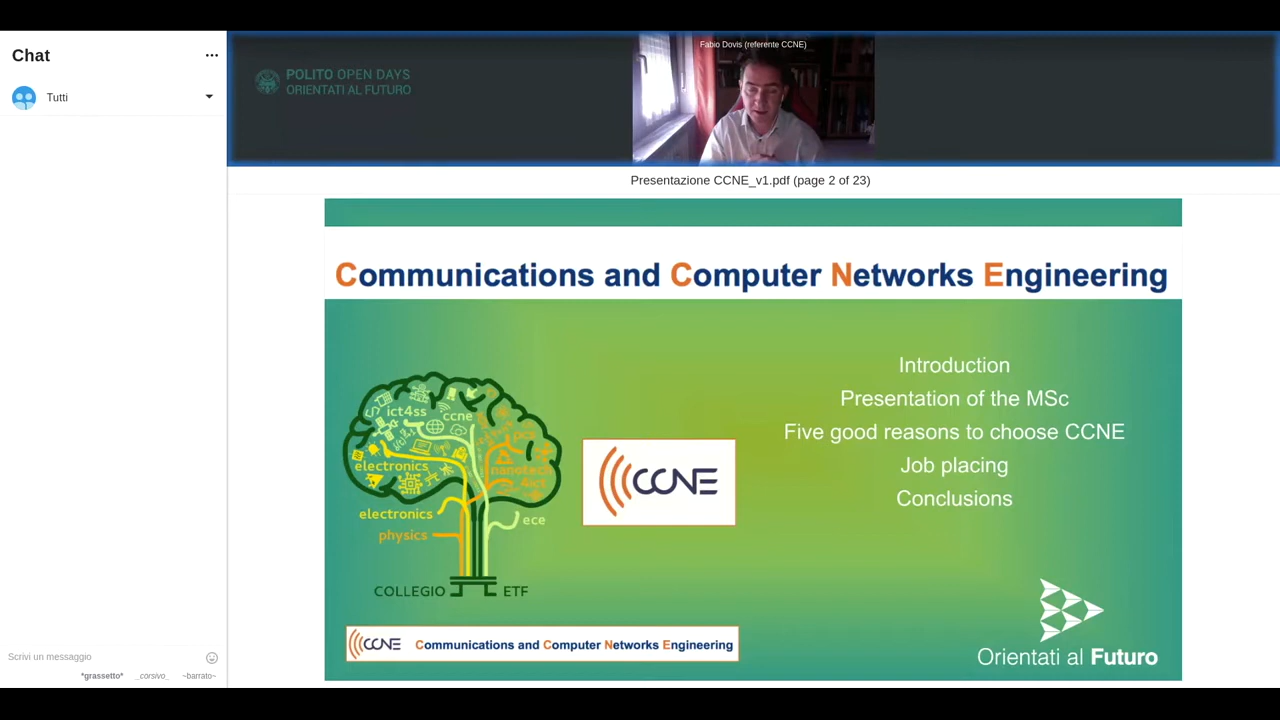 Chat
Tutti
Scrivi un messaggio
*grassetto* _corsivo_ ~barrato~
POLITO OPEN DAYS
ORIENTATI AL FUTURO
Fabio Dovis (referente CCNE)
Presentazione CCNE_v1.pdf (page 2 of 23)
Communications and Computer Networks Engineering
ict4ss
ccne
pcs
electronics
nanotech
4ict
electronics
ece
physics
COLLEGIO ETF
CCNE
Introduction
Presentation of the MSc
Five good reasons to choose CCNE
Job placing
Conclusions
CCNE Communications and Computer Networks Engineering
Orientati al Futuro